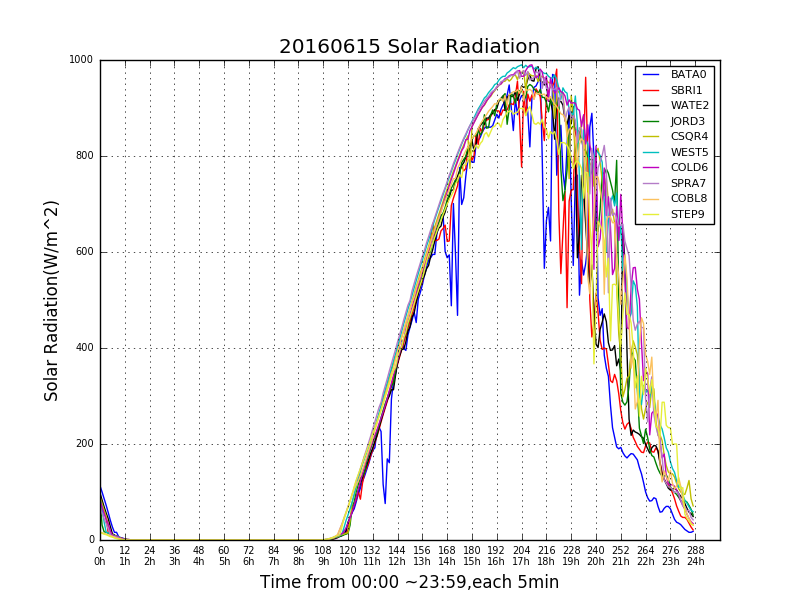 20160615 Solar Radiation
1000
800
600
400
200
0
Solar Radiation(W/m^2)
BATA0
SBRI1
WATE2
JORD3
CSQR4
WEST5
COLD6
SPRA7
COBL8
STEP9
0 12 24 36 48 60 72 84 96 108 120 132 144 156 168 180 192 204 216 228 240 252 264 276 288
0h 1h 2h 3h 4h 5h 6h 7h 8h 9h 10h 11h 12h 13h 14h 15h 16h 17h 18h 19h 20h 21h 22h 23h 24h
Time from 00:00 ~23:59,each 5min